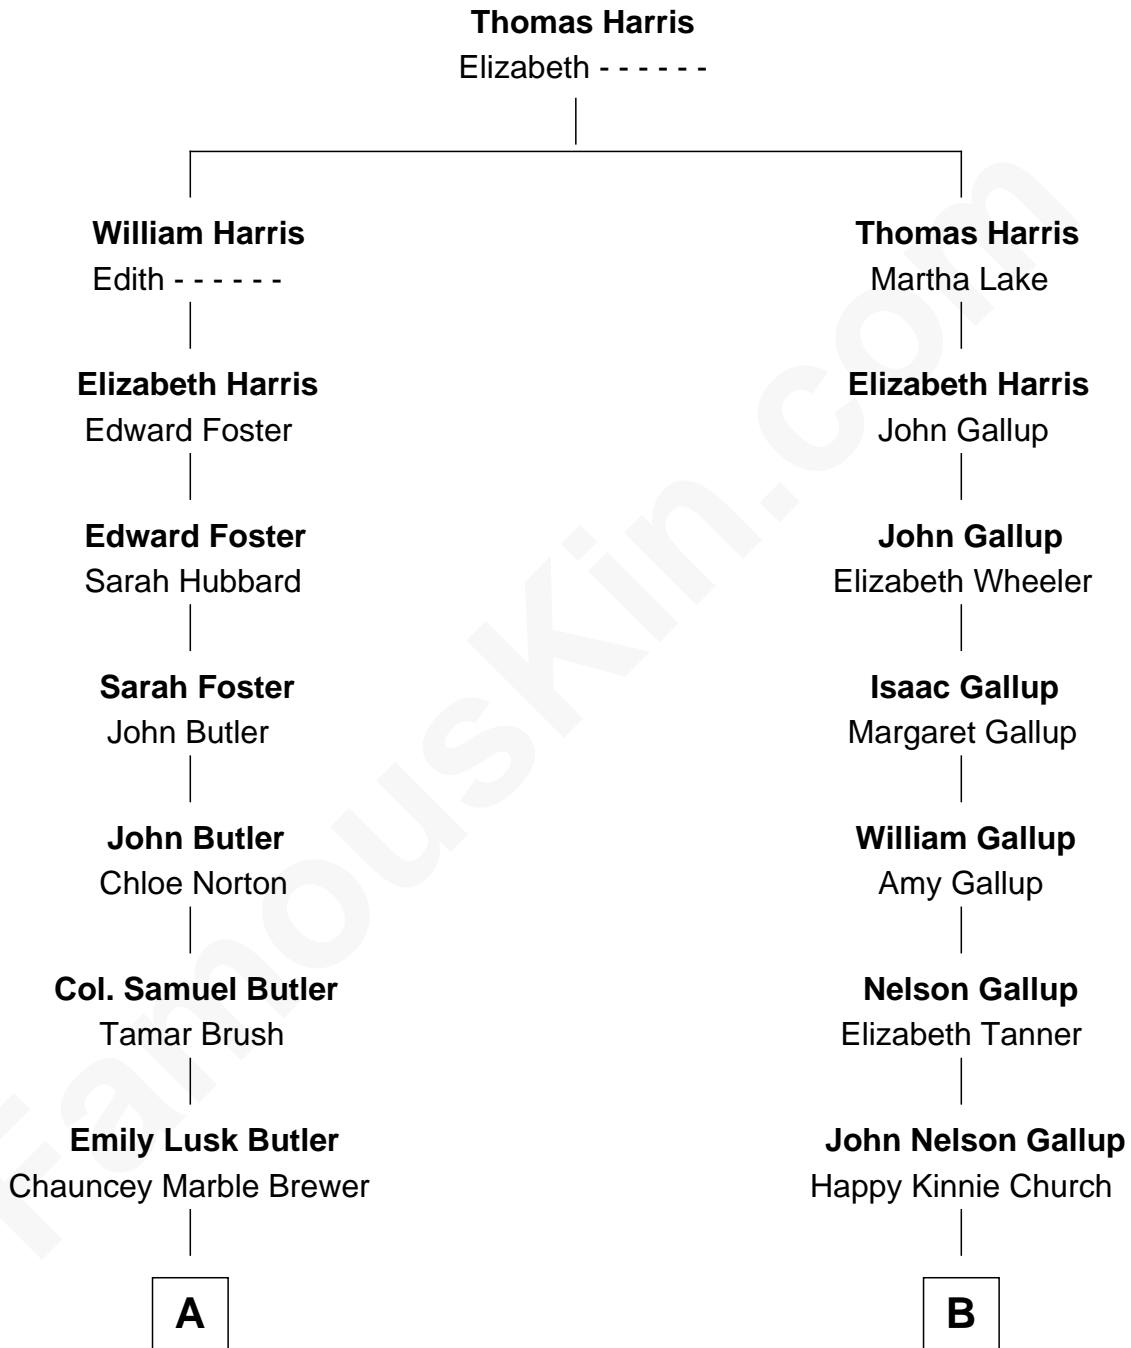 Thomas Harris
Elizabeth - - - - - -
William Harris
Edith - - - - - -
Thomas Harris
Martha Lake
Elizabeth Harris
Edward Foster
Elizabeth Harris
John Gallup
Edward Foster
Sarah Hubbard
John Gallup
Elizabeth Wheeler
Sarah Foster
John Butler
Isaac Gallup
Margaret Gallup
John Butler
Chloe Norton
William Gallup
Amy Gallup
Col. Samuel Butler
Tamar Brush
Nelson Gallup
Elizabeth Tanner
Emily Lusk Butler
Chauncey Marble Brewer
John Nelson Gallup
Happy Kinnie Church
A
B
FamousKin.com